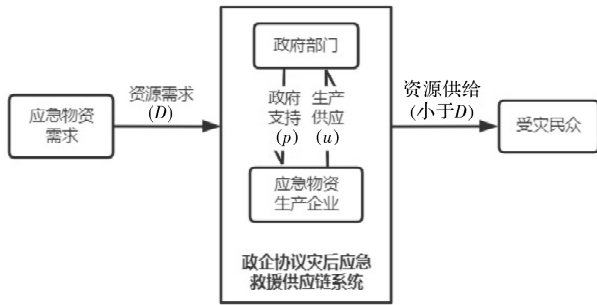 应急物资
需求
资源需求
(D)
政府部门
政府
支持
(p)
生产
供应
(u)
应急物资
生产企业
政企协议灾后应急
救援供应链系统
资源供给
(小于D)
受灾民众